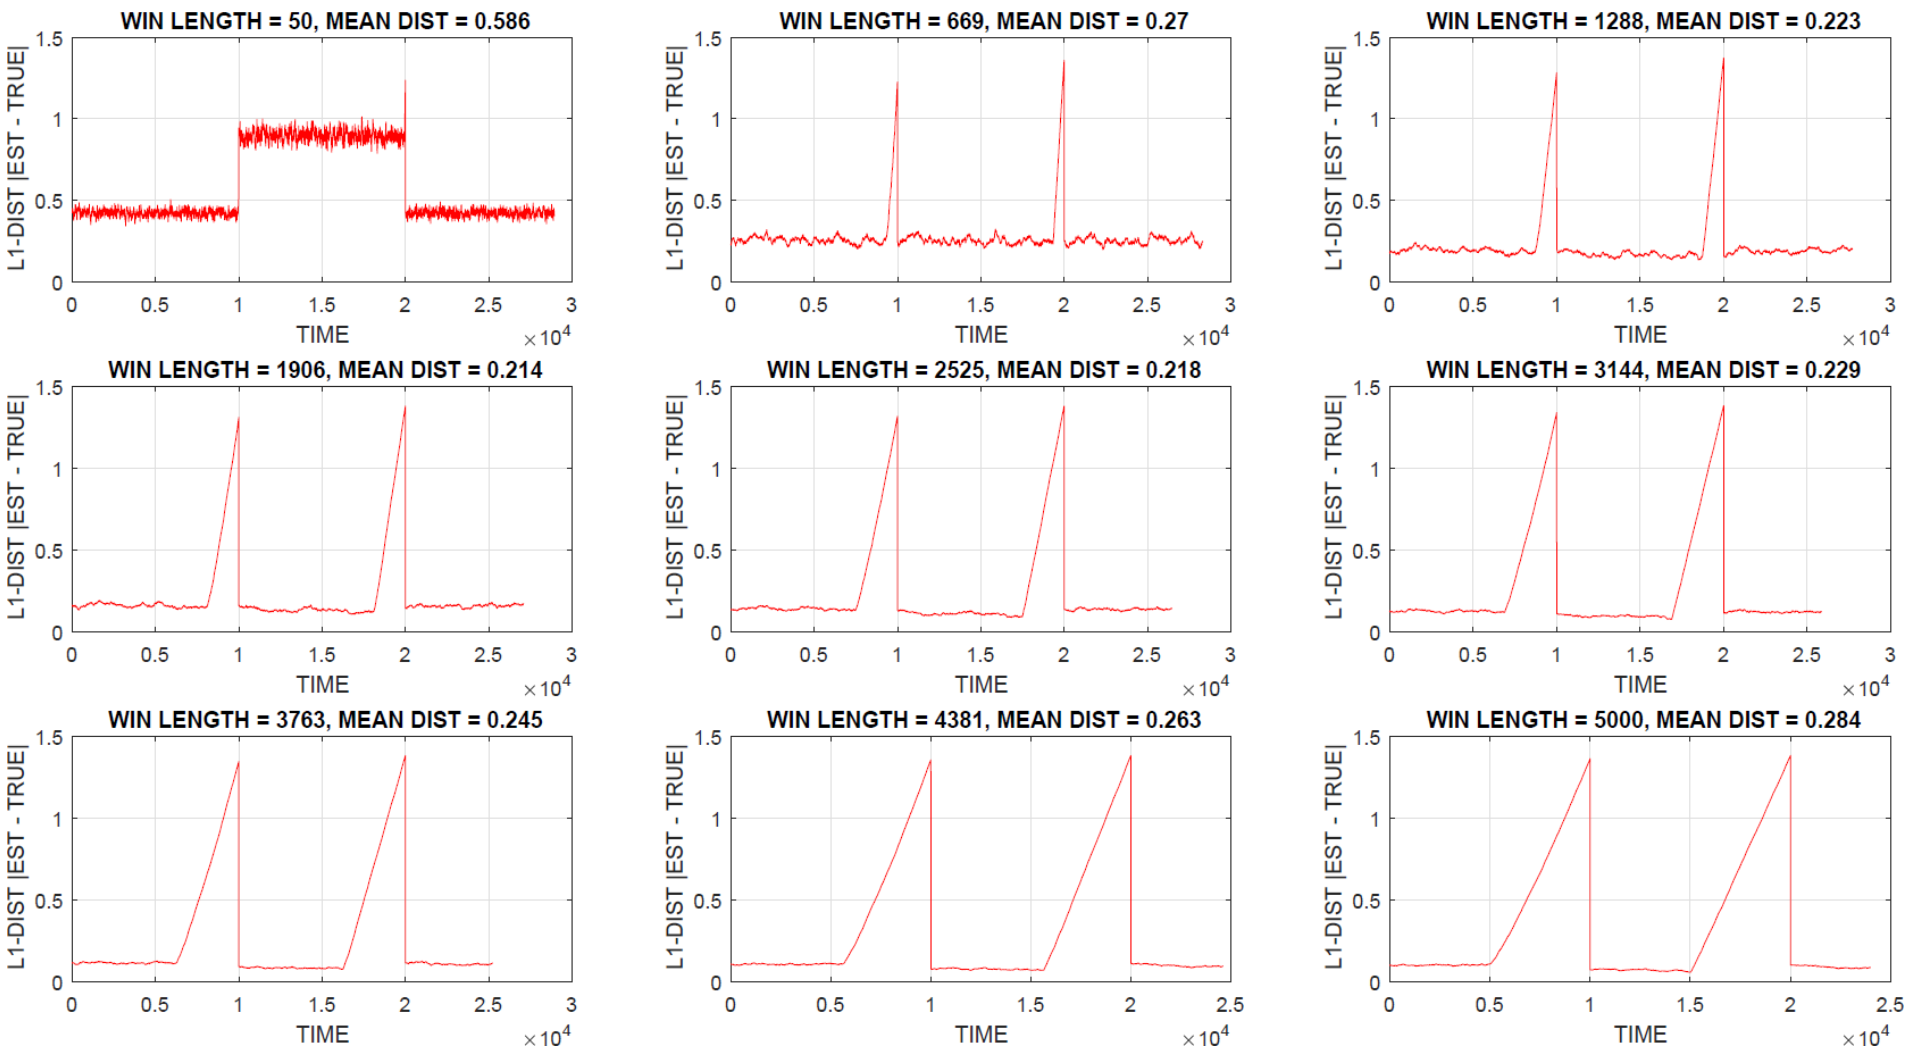 WIN LENGTH = 50, MEAN DIST = 0.586
L1-DIST |EST - TRUE|
1.5
1
0.5
0
0 0.5 1 1.5 2 2.5 3
TIME
×10^4
WIN LENGTH = 669, MEAN DIST = 0.27
L1-DIST |EST - TRUE|
1.5
1
0.5
0
0 0.5 1 1.5 2 2.5 3
TIME
×10^4
WIN LENGTH = 1288, MEAN DIST = 0.223
L1-DIST |EST - TRUE|
1.5
1
0.5
0
0 0.5 1 1.5 2 2.5 3
TIME
×10^4
WIN LENGTH = 1906, MEAN DIST = 0.214
L1-DIST |EST - TRUE|
1.5
1
0.5
0
0 0.5 1 1.5 2 2.5 3
TIME
×10^4
WIN LENGTH = 2525, MEAN DIST = 0.218
L1-DIST |EST - TRUE|
1.5
1
0.5
0
0 0.5 1 1.5 2 2.5 3
TIME
×10^4
WIN LENGTH = 3144, MEAN DIST = 0.229
L1-DIST |EST - TRUE|
1.5
1
0.5
0
0 0.5 1 1.5 2 2.5 3
TIME
×10^4
WIN LENGTH = 3763, MEAN DIST = 0.245
L1-DIST |EST - TRUE|
1.5
1
0.5
0
0 0.5 1 1.5 2 2.5 3
TIME
×10^4
WIN LENGTH = 4381, MEAN DIST = 0.263
L1-DIST |EST - TRUE|
1.5
1
0.5
0
0 0.5 1 1.5 2 2.5
TIME
×10^4
WIN LENGTH = 5000, MEAN DIST = 0.284
L1-DIST |EST - TRUE|
1.5
1
0.5
0
0 0.5 1 1.5 2 2.5
TIME
×10^4